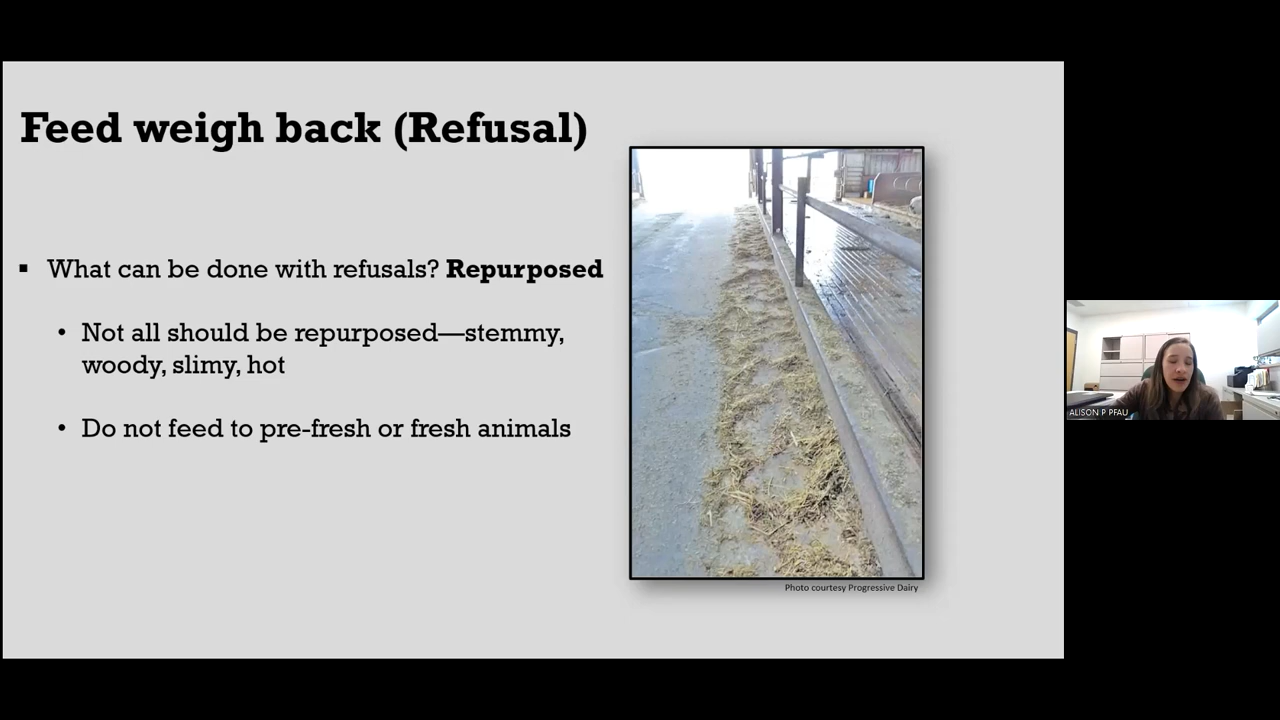 Feed weigh back (Refusal)
▪ What can be done with refusals? Repurposed
• Not all should be repurposed—stemmy,
woody, slimy, hot
• Do not feed to pre-fresh or fresh animals
Photo courtesy Progressive Dairy
ALISON P PFAU